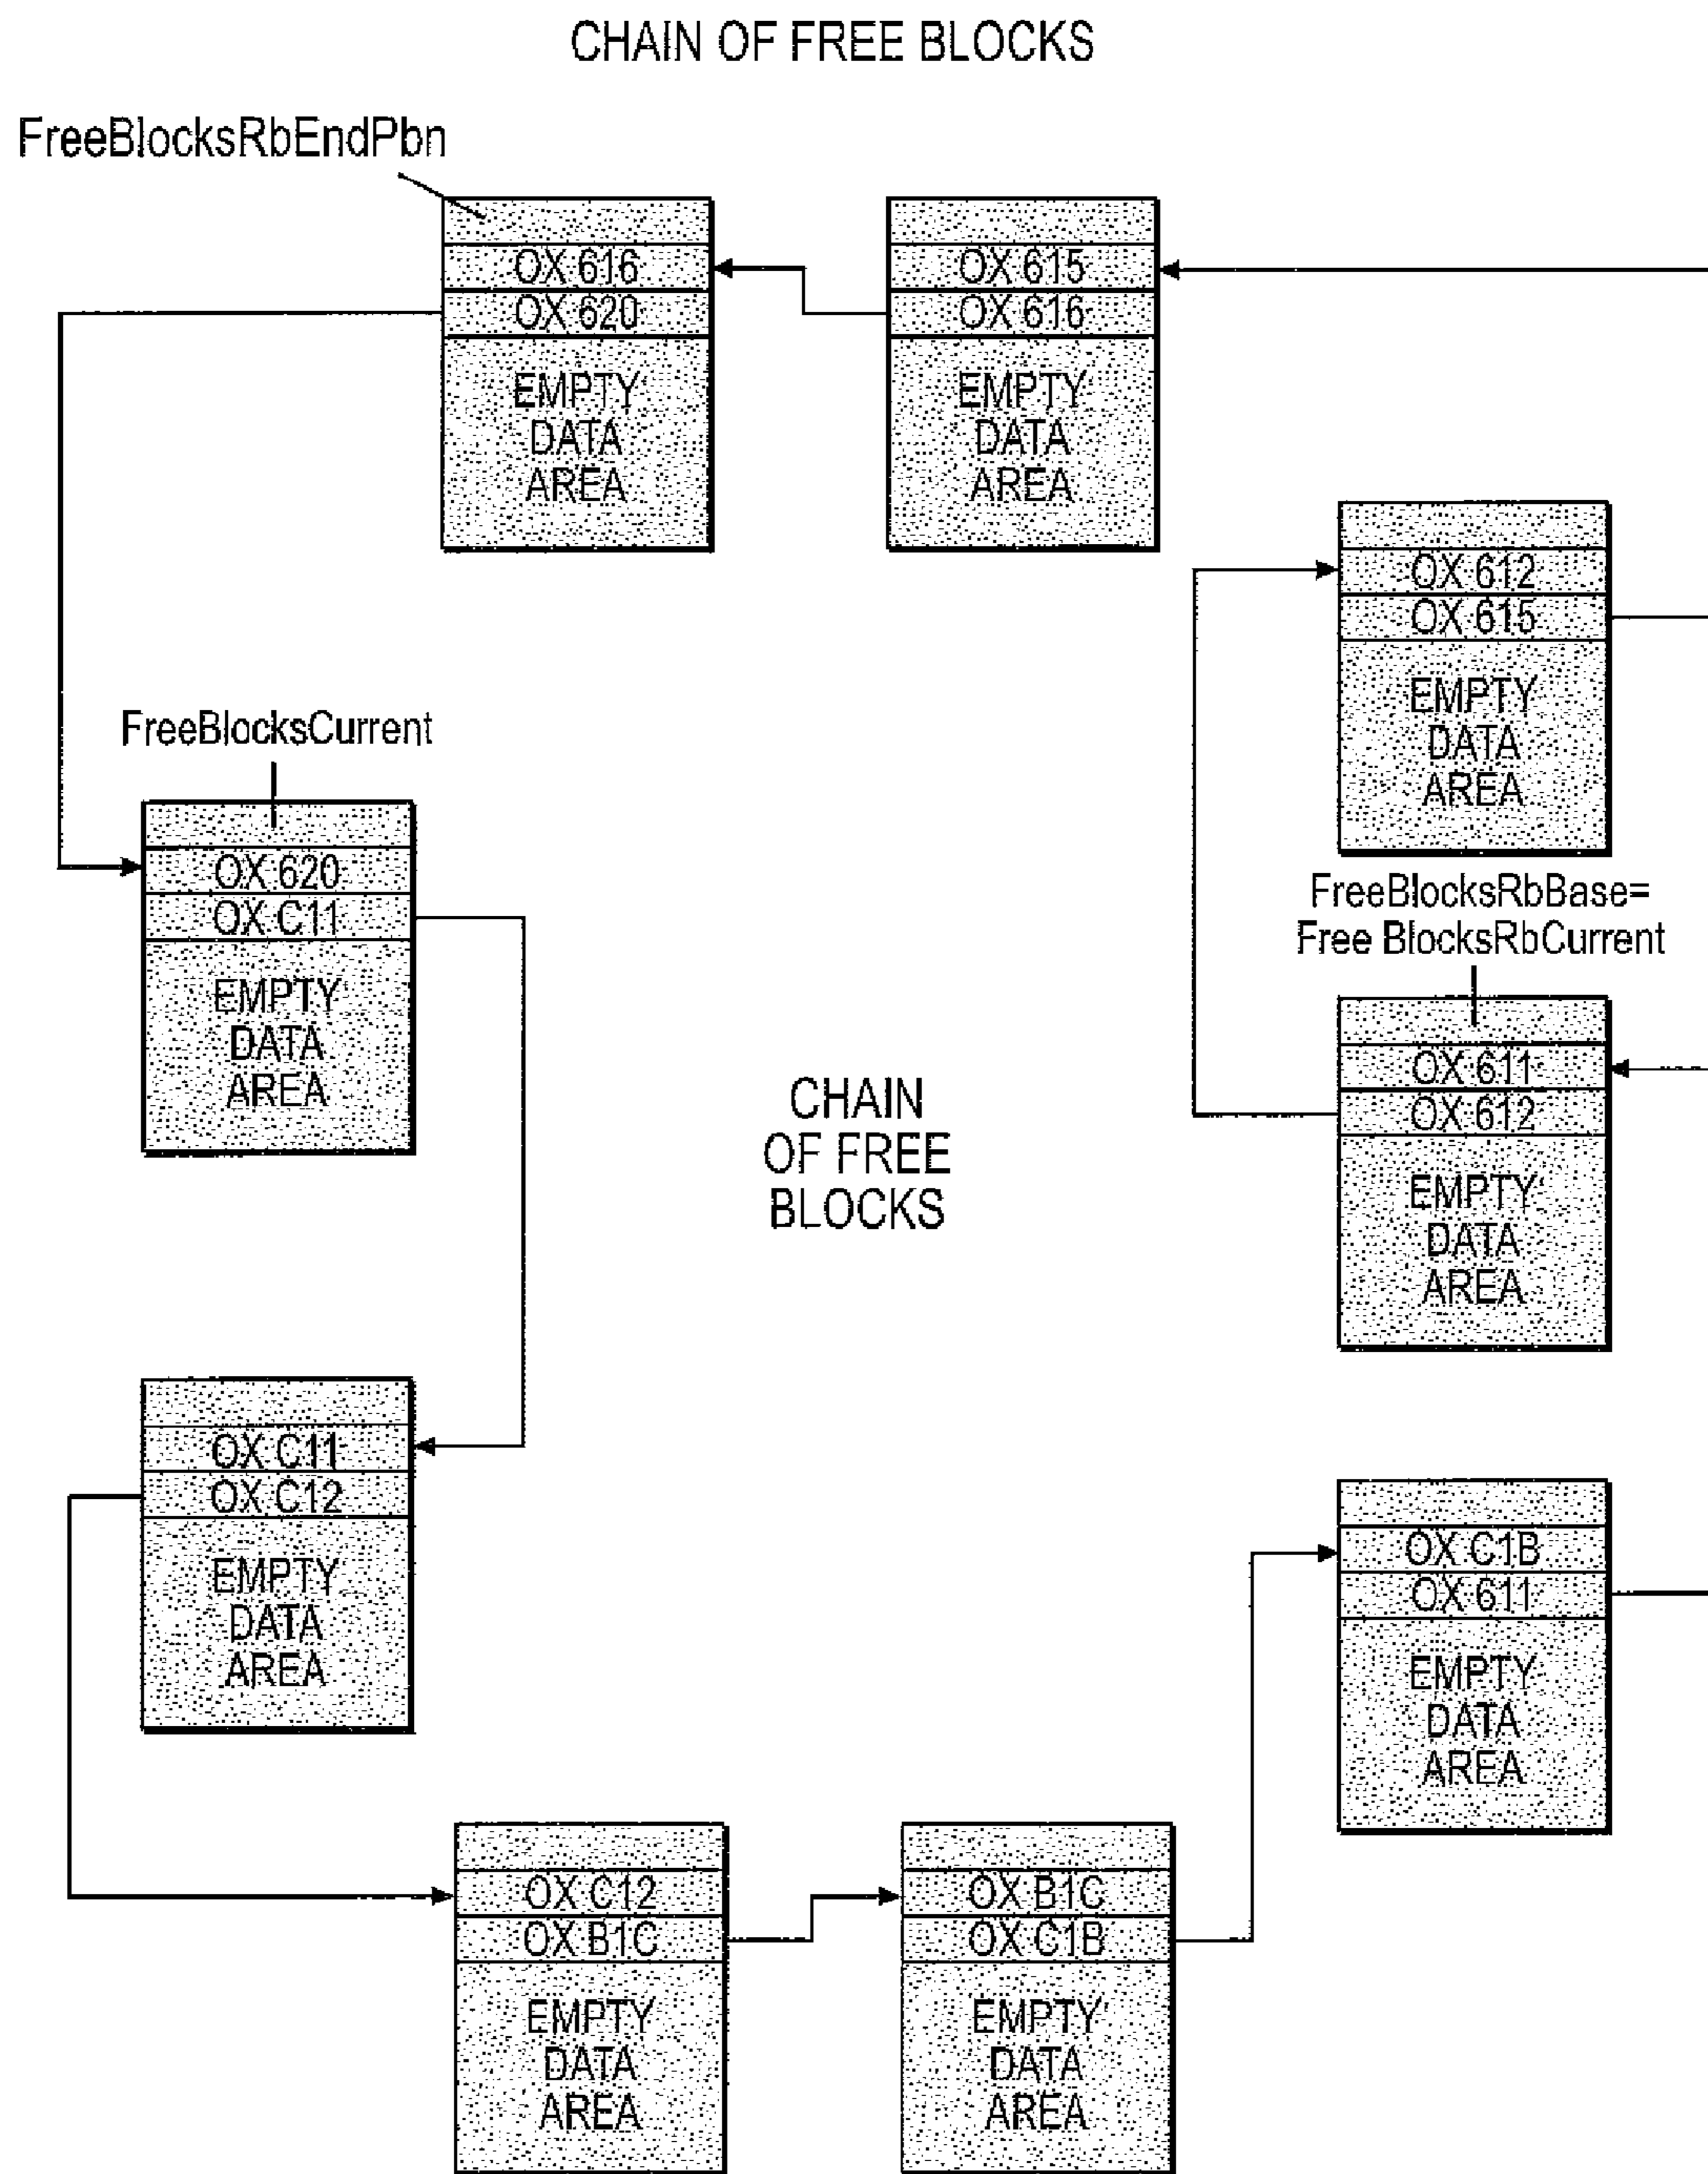 CHAIN OF FREE BLOCKS
FreeBlocksRbEndPbn
OX 616
OX 620
EMPTY
DATA
AREA
OX 615
OX 616
EMPTY
DATA
AREA
OX 612
OX 615
EMPTY
DATA
AREA
FreeBlocksCurrent
OX 620
OX C11
EMPTY
DATA
AREA
FreeBlocksRbBase=
Free BlocksRbCurrent
OX 611
OX 612
EMPTY
DATA
AREA
CHAIN
OF FREE
BLOCKS
OX C11
OX C12
EMPTY
DATA
AREA
OX C1B
OX 611
EMPTY
DATA
AREA
OX C12
OX B1C
EMPTY
DATA
AREA
OX B1C
OX C1B
EMPTY
DATA
AREA